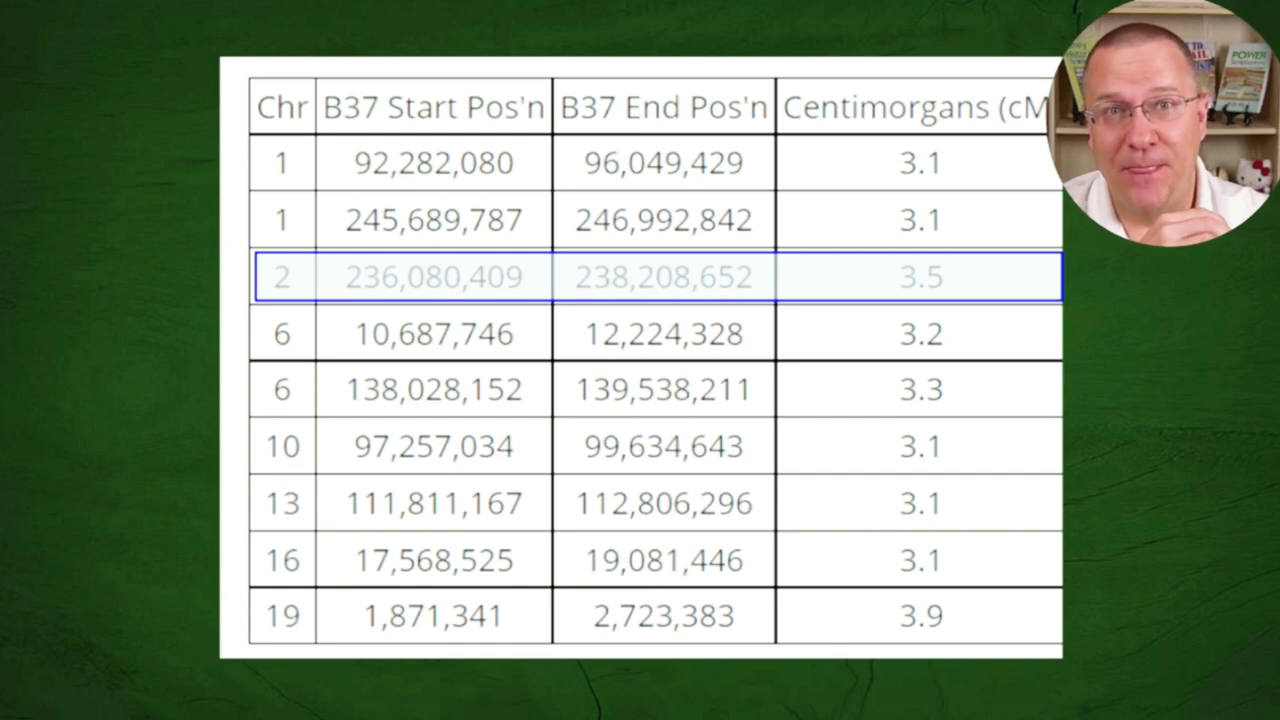 Chr B37 Start Pos'n B37 End Pos'n Centimorgans (cM
1 92,282,080 96,049,429 3.1
1 245,689,787 246,992,842 3.1
2 236,080,409 238,208,652 3.5
6 10,687,746 12,224,328 3.2
6 138,028,152 139,538,211 3.3
10 97,257,034 99,634,643 3.1
13 111,811,167 112,806,296 3.1
16 17,568,525 19,081,446 3.1
19 1,871,341 2,723,383 3.9
POWER